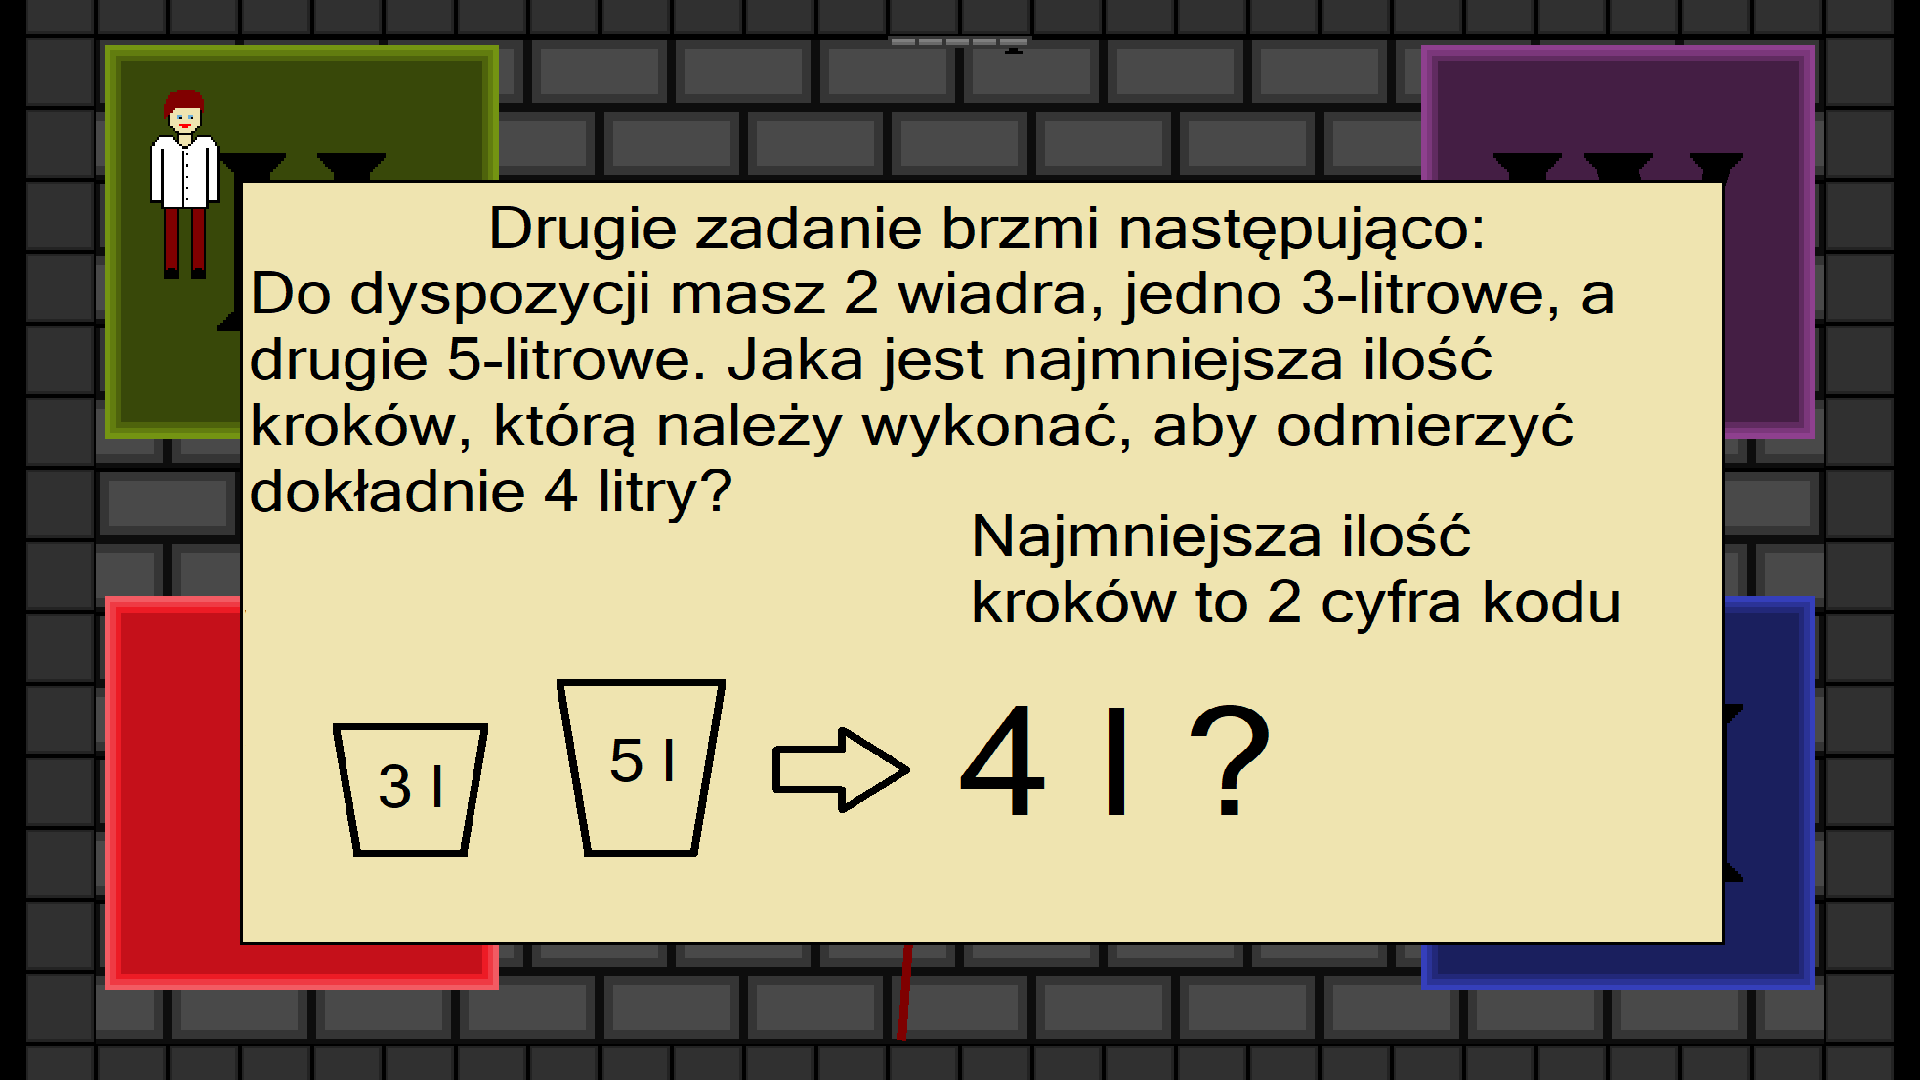 Drugie zadanie brzmi następująco:
Do dyspozycji masz 2 wiadra, jedno 3-litrowe, a
drugie 5-litrowe. Jaka jest najmniejsza ilość
kroków, którą należy wykonać, aby odmierzyć
dokładnie 4 litry?
Najmniejsza ilość
kroków to 2 cyfra kodu
3 l
5 l
4 l ?